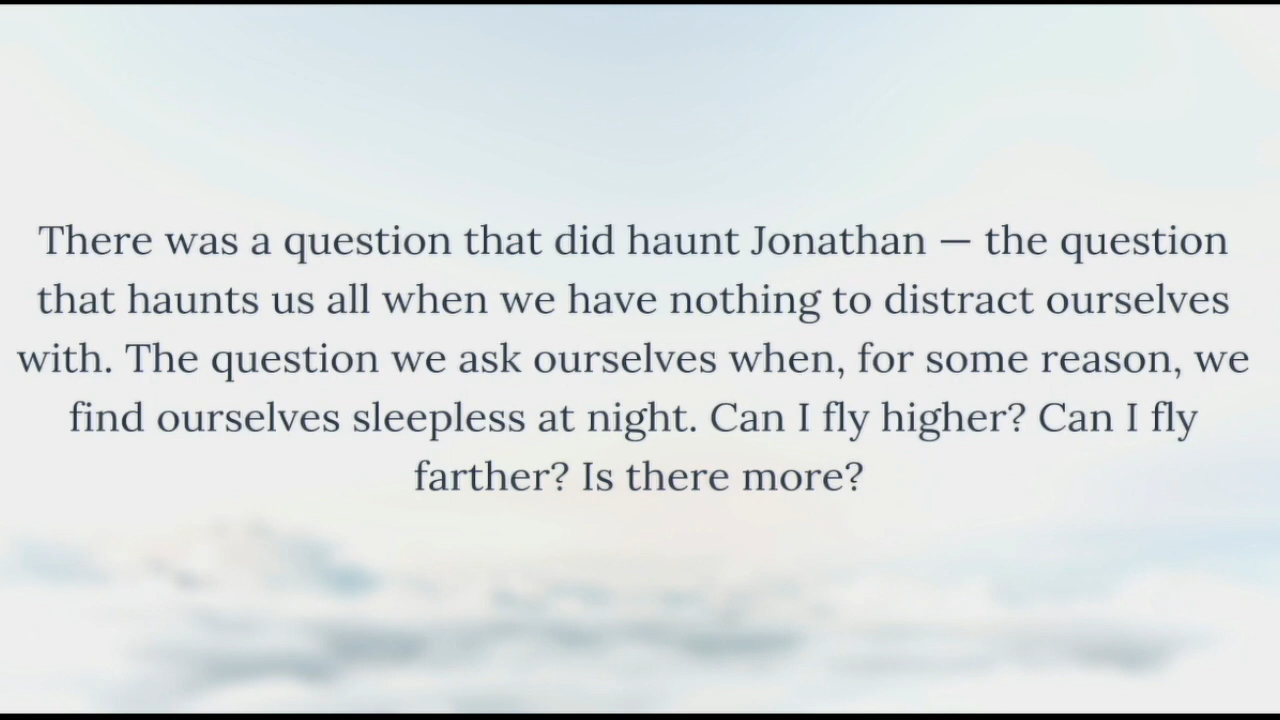 There was a question that did haunt Jonathan — the question
that haunts us all when we have nothing to distract ourselves
with. The question we ask ourselves when, for some reason, we
find ourselves sleepless at night. Can I fly higher? Can I fly
farther? Is there more?